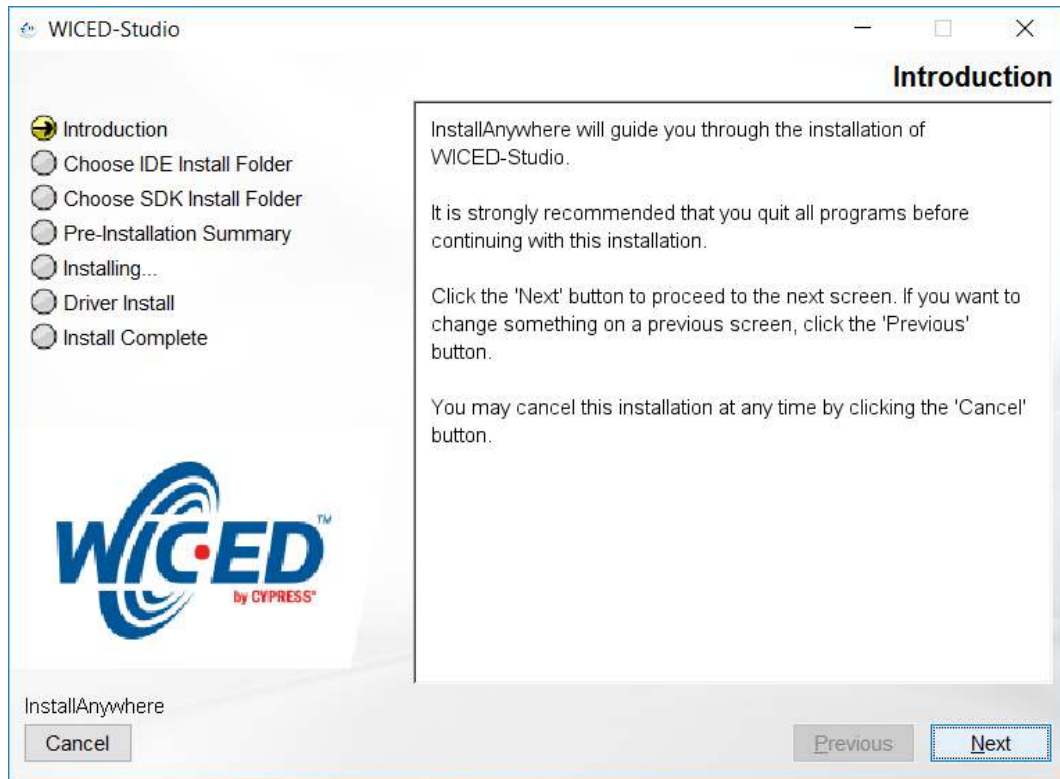 WICED-Studio
Introduction
Introduction
Choose IDE Install Folder
Choose SDK Install Folder
Pre-Installation Summary
Installing...
Driver Install
Install Complete
InstallAnywhere will guide you through the installation of
WICED-Studio.
It is strongly recommended that you quit all programs before
continuing with this installation.
Click the 'Next' button to proceed to the next screen. If you want to
change something on a previous screen, click the 'Previous'
button.
You may cancel this installation at any time by clicking the 'Cancel'
button.
WIC•ED™
by CYPRESS®
InstallAnywhere
Cancel
Previous
Next